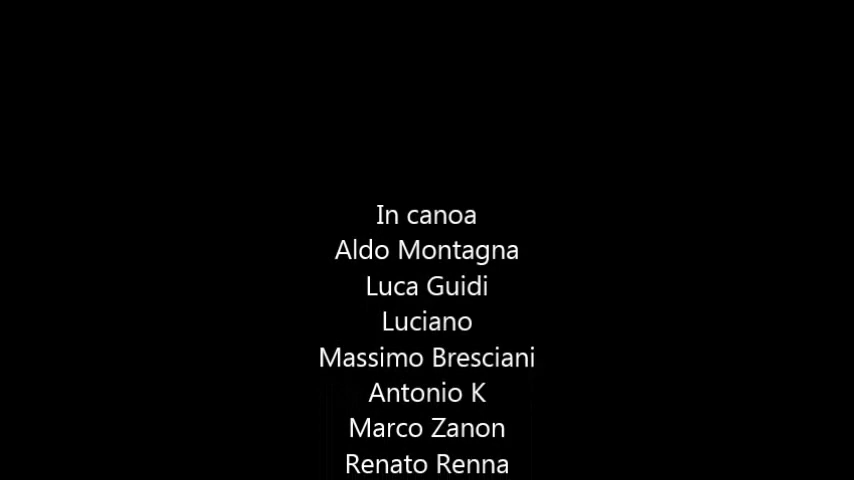 In canoa
Aldo Montagna
Luca Guidi
Luciano
Massimo Bresciani
Antonio K
Marco Zanon
Renato Renna